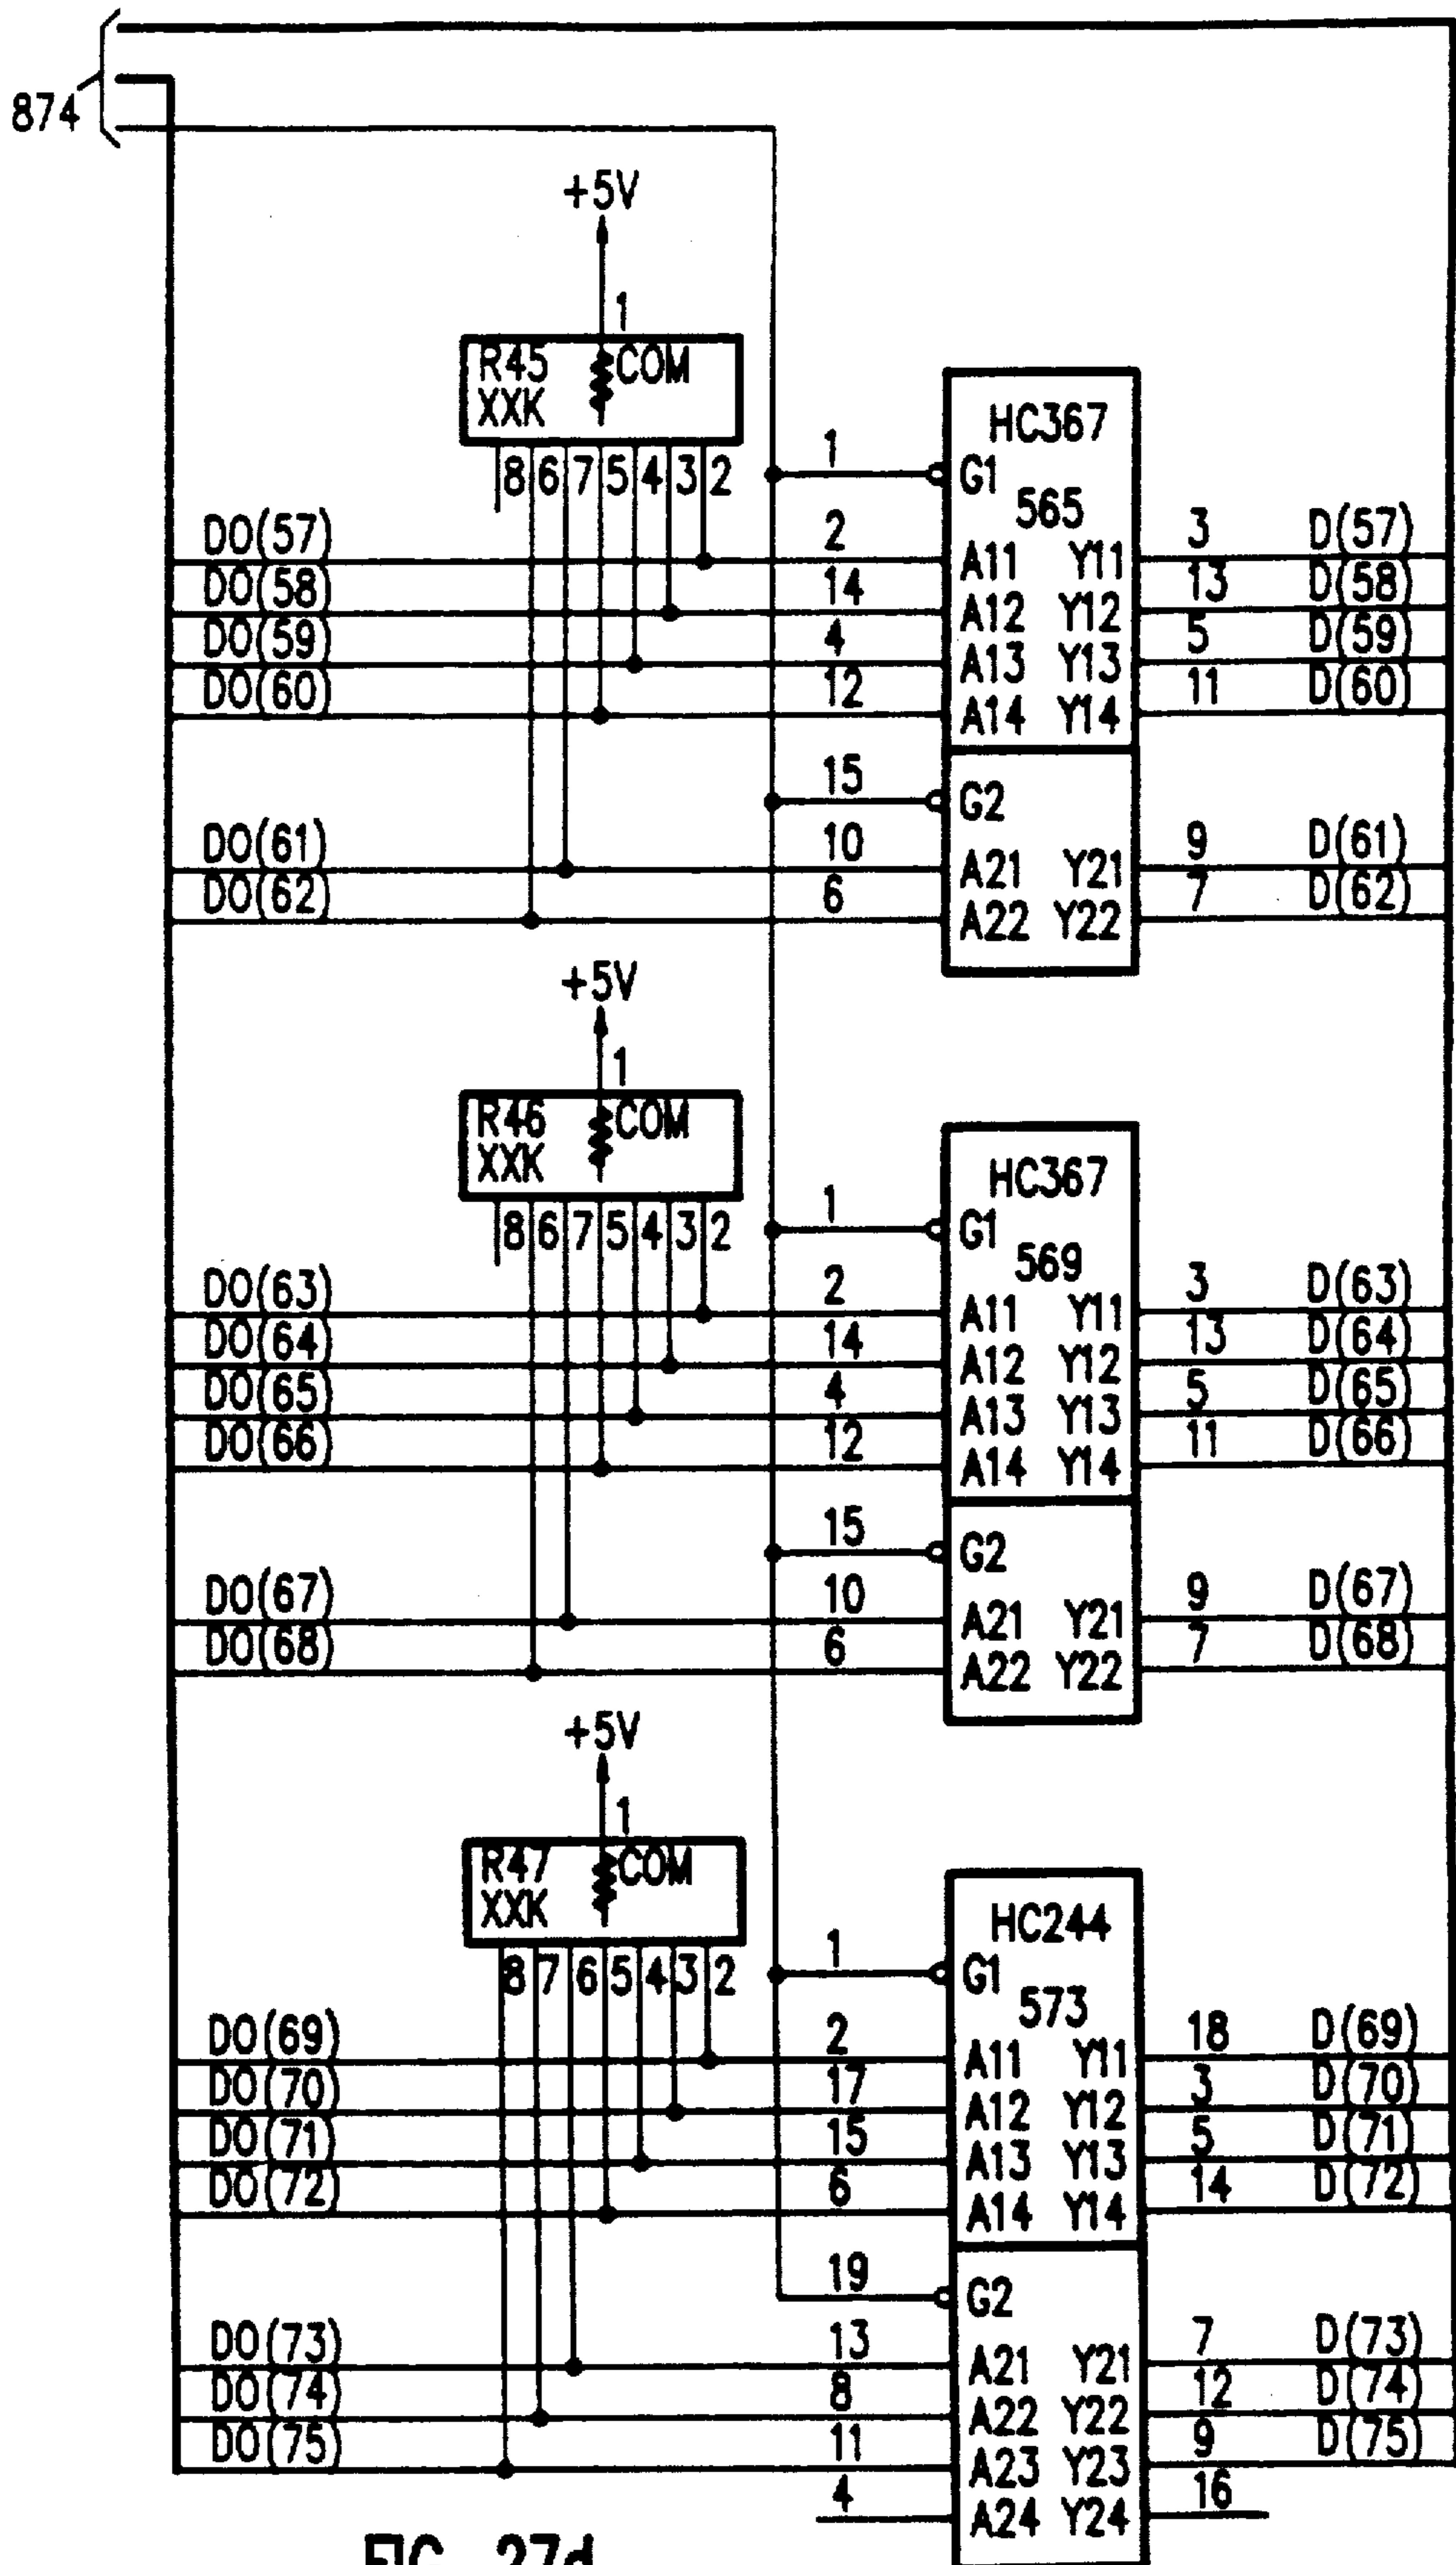 874
+5V
1
R45 COM
XXK
8 6 7 5 4 3 2
HC367
565
1 G1
DO(57) 2 A11 Y11 3 D(57)
DO(58) 14 A12 Y12 13 D(58)
DO(59) 4 A13 Y13 5 D(59)
DO(60) 12 A14 Y14 11 D(60)
15 G2
DO(61) 10 A21 Y21 9 D(61)
DO(62) 6 A22 Y22 7 D(62)
+5V
1
R46 COM
XXK
8 6 7 5 4 3 2
HC367
1 G1
569
DO(63) 2 A11 Y11 3 D(63)
DO(64) 14 A12 Y12 13 D(64)
DO(65) 4 A13 Y13 5 D(65)
DO(66) 12 A14 Y14 11 D(66)
15 G2
DO(67) 10 A21 Y21 9 D(67)
DO(68) 6 A22 Y22 7 D(68)
+5V
1
R47 COM
XXK
8 7 6 5 4 3 2
HC244
1 G1
573
DO(69) 2 A11 Y11 18 D(69)
DO(70) 17 A12 Y12 3 D(70)
DO(71) 15 A13 Y13 5 D(71)
DO(72) 6 A14 Y14 14 D(72)
19 G2
DO(73) 13 A21 Y21 7 D(73)
DO(74) 8 A22 Y22 12 D(74)
DO(75) 11 A23 Y23 9 D(75)
4 A24 Y24 16
FIG. 27d